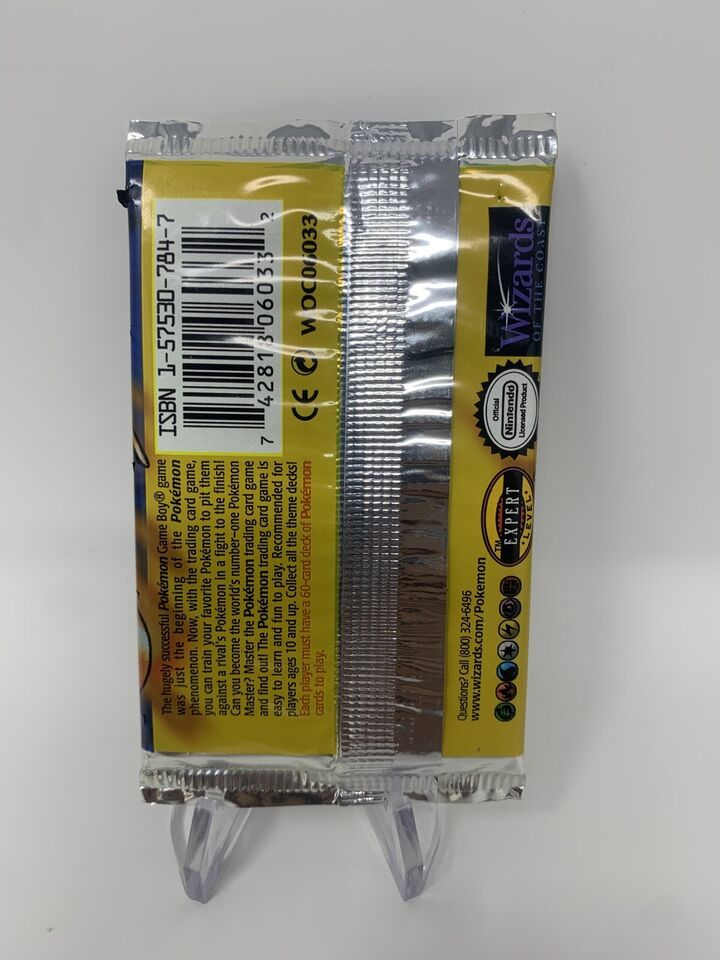 ISBN 1-57530-784-7
7 42818 06033 2
CE WOC06033
The hugely successful Pokémon Game Boy® game
was just the beginning of the Pokémon
phenomenon. Now, with the trading card game,
you can train your favorite Pokémon to pit them
against a rival's Pokémon in a fight to the finish!
Can you become the world's number-one Pokémon
Master? Master the Pokémon trading card game
and find out! The Pokémon trading card game is
easy to learn and fun to play. Recommended for
players ages 10 and up. Collect all the theme decks!
Each player must have a 60-card deck of Pokémon
cards to play.
Wizards
OF THE COAST
Official
Nintendo
Licensed Product
TM
EXPERT
LEVEL
Questions? Call (800) 324-6496
www.wizards.com/Pokemon